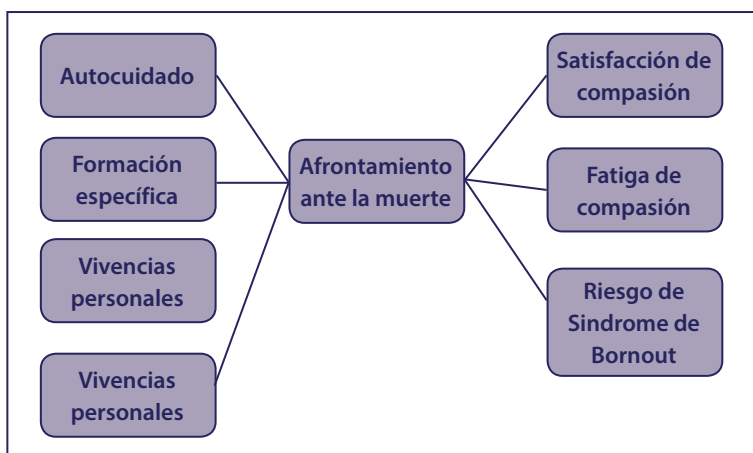 Autocuidado
Formación
específica
Vivencias
personales
Vivencias
personales
Afrontamiento
ante la muerte
Satisfacción de
compasión
Fatiga de
compasión
Riesgo de
Sindrome de
Bornout